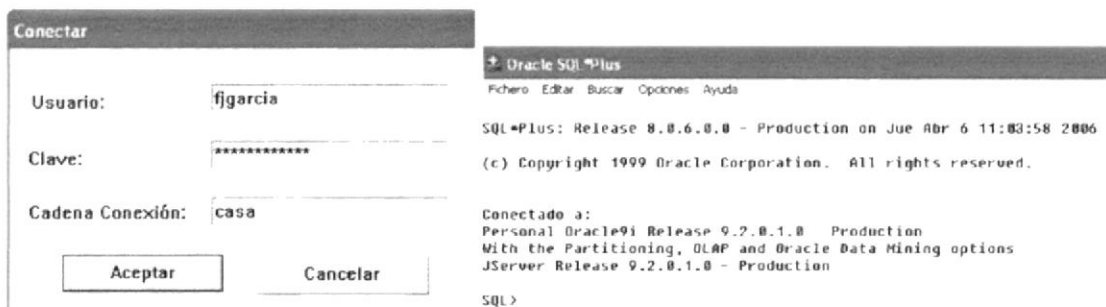 Conectar
Usuario:
fjgarcia
Clave:
************
Cadena Conexión:
casa
Aceptar
Cancelar
Oracle SQL*Plus
Fichero Editar Buscar Opciones Ayuda
SQL*Plus: Release 8.0.6.0.0 - Production on Jue Abr 6 11:03:58 2006
(c) Copyright 1999 Oracle Corporation. All rights reserved.
Conectado a:
Personal Oracle9i Release 9.2.0.1.0 Production
With the Partitioning, OLAP and Oracle Data Mining options
JServer Release 9.2.0.1.0 - Production
SQL>